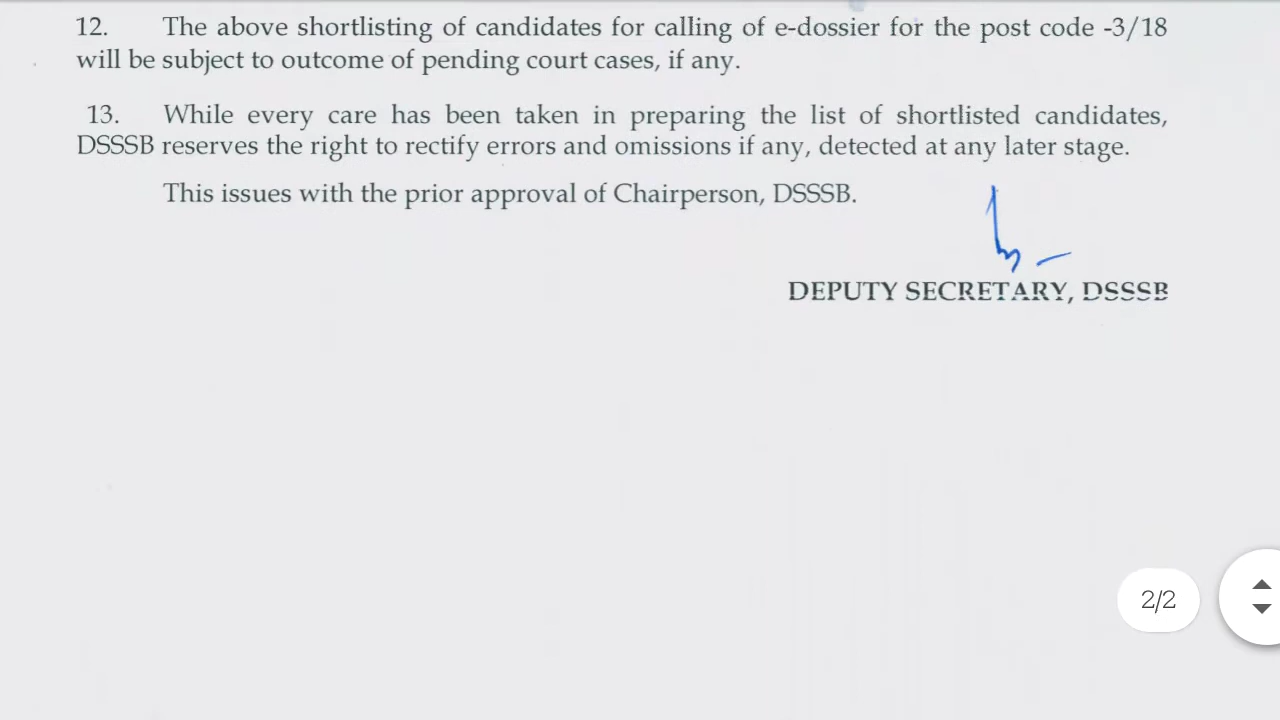 12. The above shortlisting of candidates for calling of e-dossier for the post code -3/18
will be subject to outcome of pending court cases, if any.
13. While every care has been taken in preparing the list of shortlisted candidates,
DSSSB reserves the right to rectify errors and omissions if any, detected at any later stage.
This issues with the prior approval of Chairperson, DSSSB.
DEPUTY SECRETARY, DSSSB
2/2